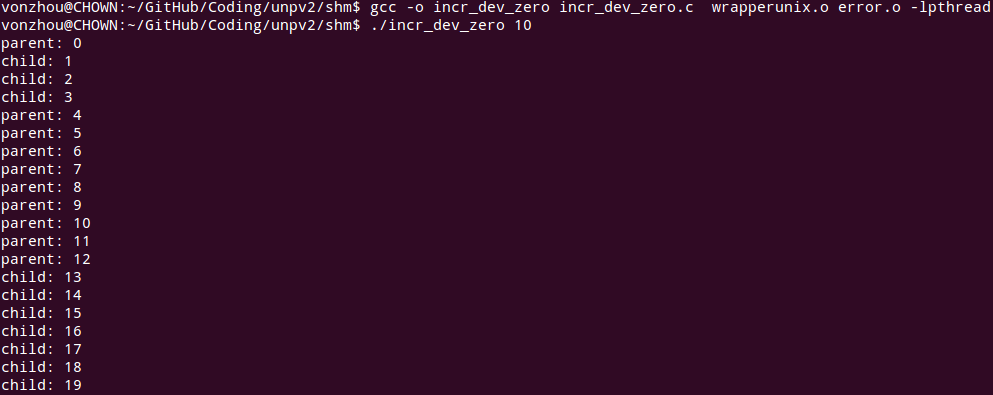 vonzhou@CHOWN:~/GitHub/Coding/unpv2/shm$ gcc -o incr_dev_zero incr_dev_zero.c  wrapperunix.o error.o -lpthread
vonzhou@CHOWN:~/GitHub/Coding/unpv2/shm$ ./incr_dev_zero 10
parent: 0
child: 1
child: 2
child: 3
parent: 4
parent: 5
parent: 6
parent: 7
parent: 8
parent: 9
parent: 10
parent: 11
parent: 12
child: 13
child: 14
child: 15
child: 16
child: 17
child: 18
child: 19